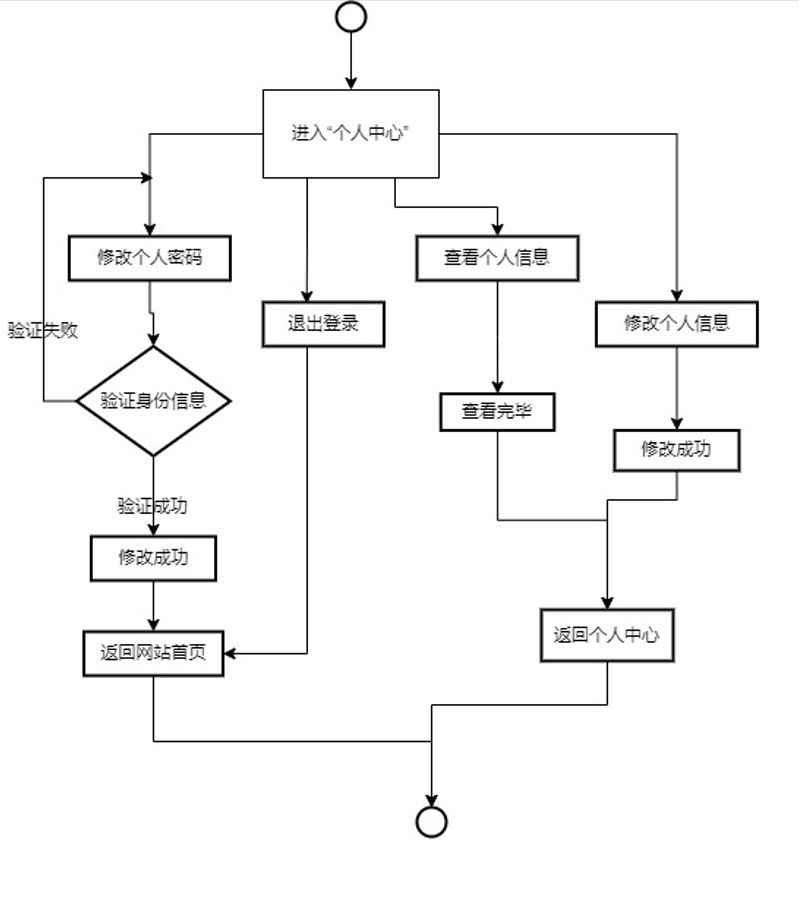 进入“个人中心”
修改个人密码
查看个人信息
退出登录
修改个人信息
验证失败
验证身份信息
查看完毕
修改成功
验证成功
修改成功
返回个人中心
返回网站首页